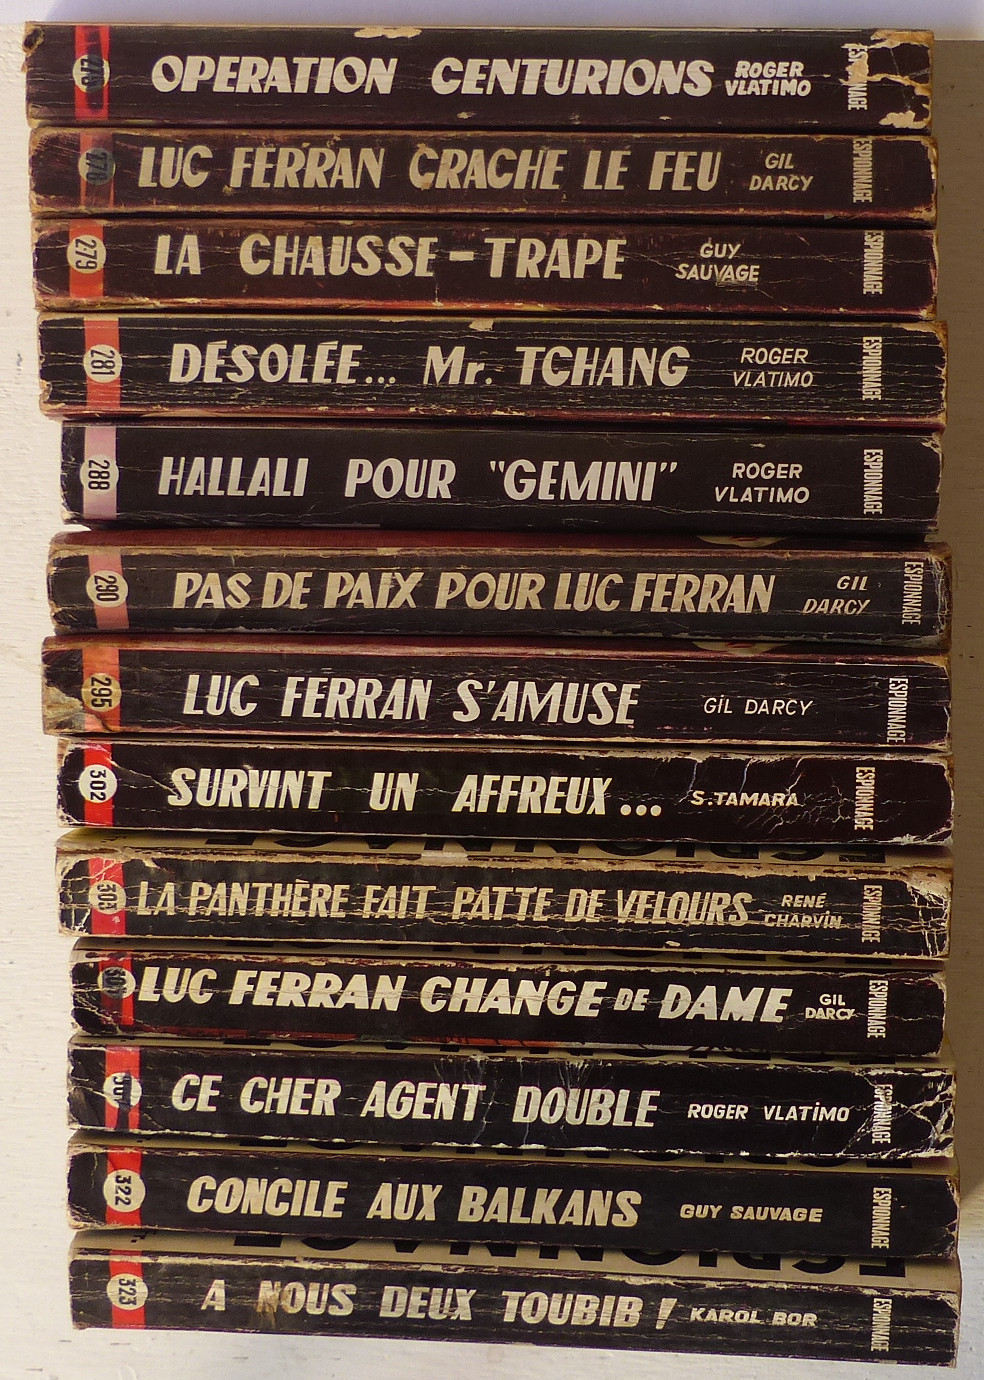 OPERATION CENTURIONS ROGER VLATIMO ESPIONNAGE
278 LUC FERRAN CRACHE LE FEU GIL DARCY ESPIONNAGE
279 LA CHAUSSE-TRAPE GUY SAUVAGE ESPIONNAGE
281 DÉSOLÉE... Mr. TCHANG ROGER VLATIMO ESPIONNAGE
288 HALLALI POUR "GEMINI" ROGER VLATIMO ESPIONNAGE
290 PAS DE PAIX POUR LUC FERRAN GIL DARCY ESPIONNAGE
295 LUC FERRAN S'AMUSE GIL DARCY ESPIONNAGE
302 SURVINT UN AFFREUX... S.TAMARA ESPIONNAGE
LA PANTHÈRE FAIT PATTE DE VELOURS RENÉ CHARVIN ESPIONNAGE
LUC FERRAN CHANGE DE DAME GIL DARCY ESPIONNAGE
CE CHER AGENT DOUBLE ROGER VLATIMO ESPIONNAGE
322 CONCILE AUX BALKANS GUY SAUVAGE ESPIONNAGE
323 A NOUS DEUX TOUBIB! KAROL BOR ESPIONNAGE